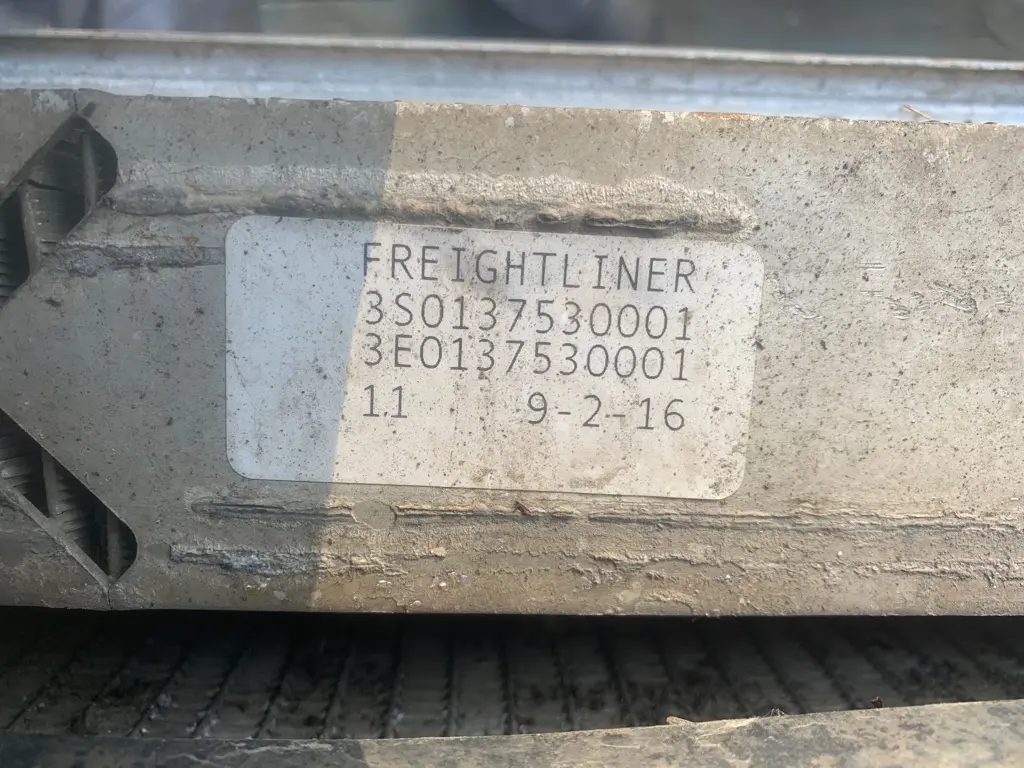 FREIGHTLINER
3S0137530001
3E0137530001
11 9-2-16